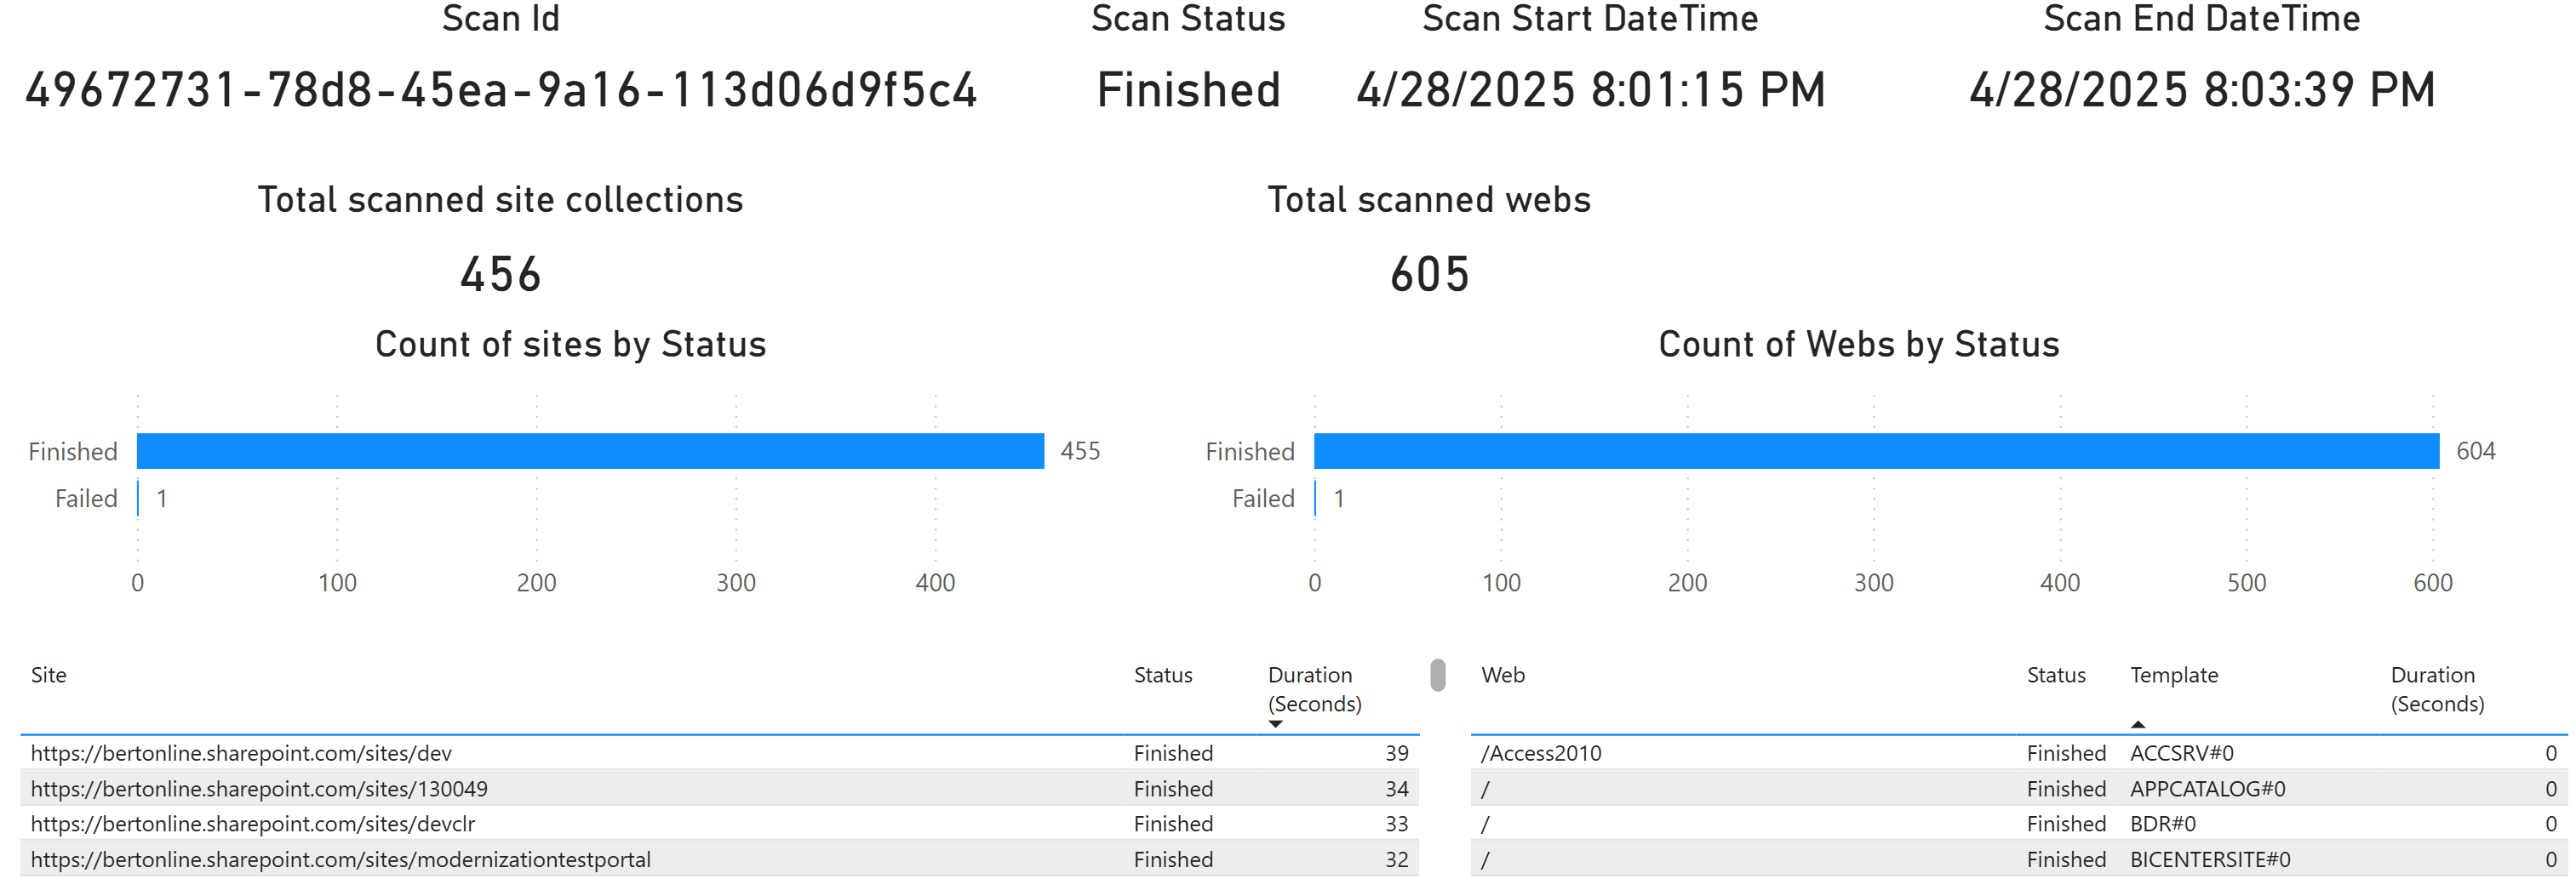 Scan Id Scan Status Scan Start DateTime Scan End DateTime
49672731-78d8-45ea-9a16-113d06d9f5c4 Finished 4/28/2025 8:01:15 PM 4/28/2025 8:03:39 PM
Total scanned site collections Total scanned webs
456 605
Count of sites by Status
Finished 455
Failed 1
0 100 200 300 400
Count of Webs by Status
Finished 604
Failed 1
0 100 200 300 400 500 600
Site Status Duration
(Seconds)
https://bertonline.sharepoint.com/sites/dev Finished 39
https://bertonline.sharepoint.com/sites/130049 Finished 34
https://bertonline.sharepoint.com/sites/devclr Finished 33
https://bertonline.sharepoint.com/sites/modernizationtestportal Finished 32
Web Status Template Duration
(Seconds)
/Access2010 Finished ACCSRV#0 0
/ Finished APPCATALOG#0 0
/ Finished BDR#0 0
/ Finished BICENTERSITE#0 0